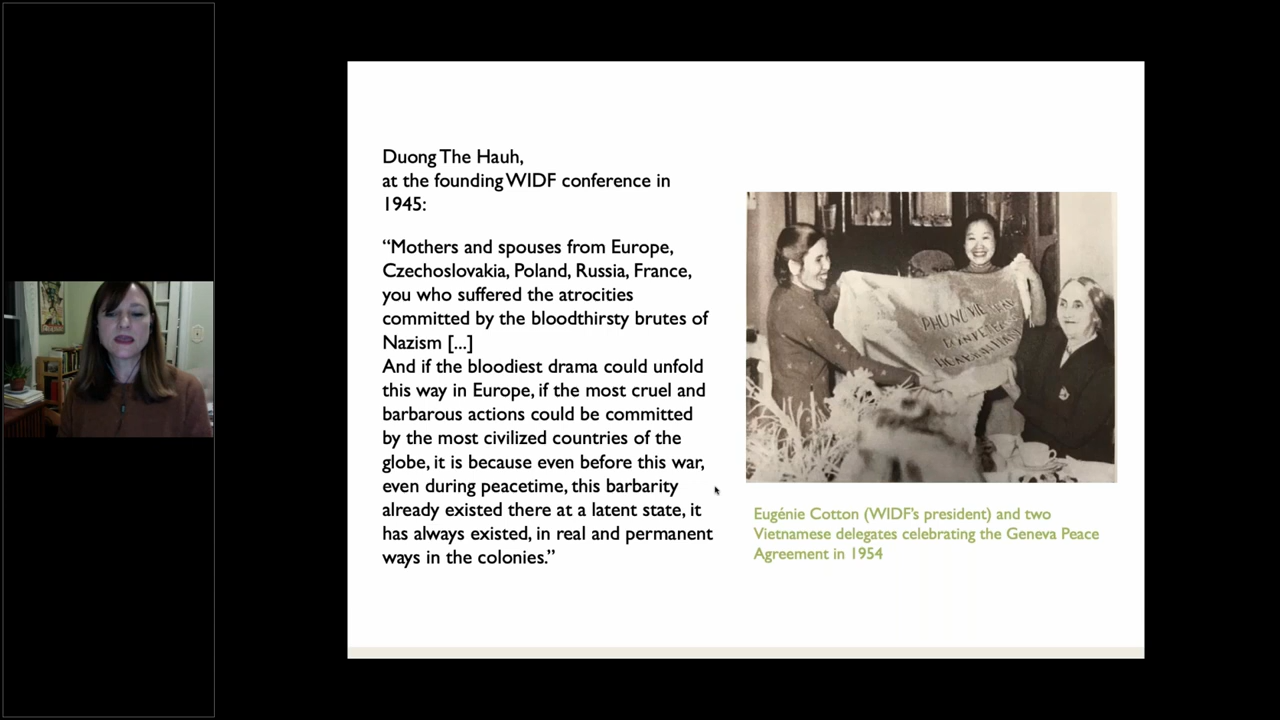 Duong The Hauh,
at the founding WIDF conference in
1945:
“Mothers and spouses from Europe,
Czechoslovakia, Poland, Russia, France,
you who suffered the atrocities
committed by the bloodthirsty brutes of
Nazism [...]
And if the bloodiest drama could unfold
this way in Europe, if the most cruel and
barbarous actions could be committed
by the most civilized countries of the
globe, it is because even before this war,
even during peacetime, this barbarity
already existed there at a latent state, it
has always existed, in real and permanent
ways in the colonies.”
Eugénie Cotton (WIDF’s president) and two
Vietnamese delegates celebrating the Geneva Peace
Agreement in 1954